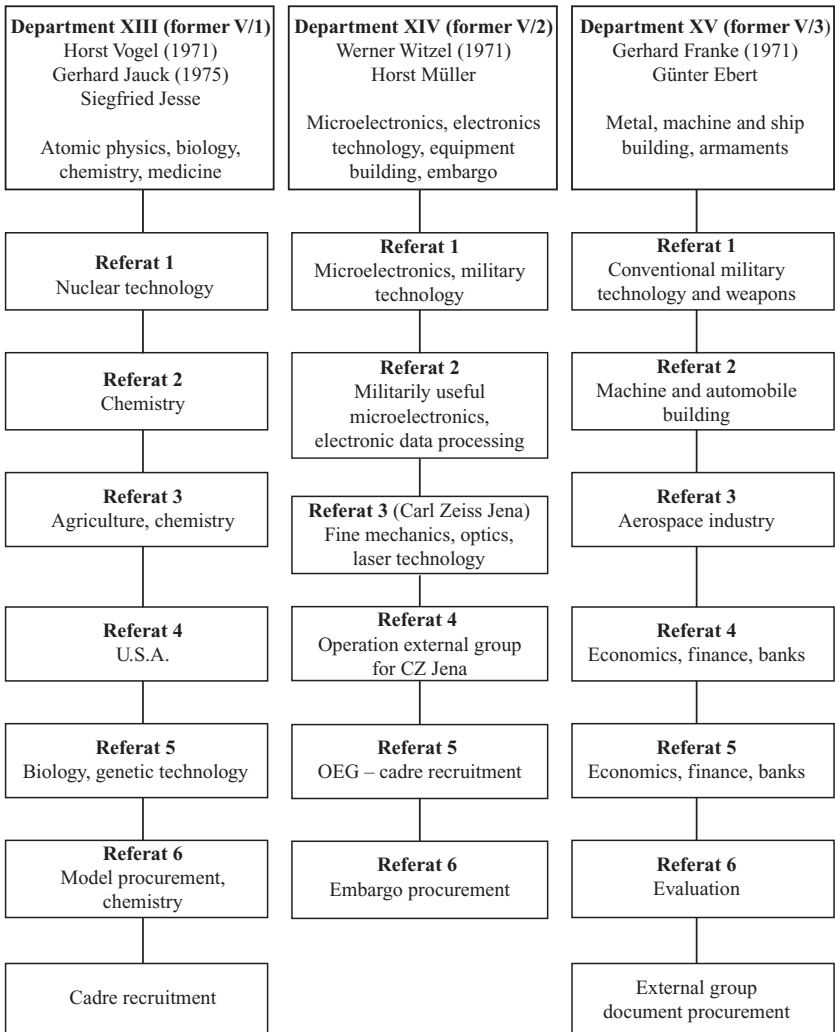 Department XIII (former V/1)
Horst Vogel (1971)
Gerhard Jauck (1975)
Siegfried Jesse
Atomic physics, biology,
chemistry, medicine
Referat 1
Nuclear technology
Referat 2
Chemistry
Referat 3
Agriculture, chemistry
Referat 4
U.S.A.
Referat 5
Biology, genetic technology
Referat 6
Model procurement,
chemistry
Cadre recruitment
Department XIV (former V/2)
Werner Witzel (1971)
Horst Müller
Microelectronics, electronics
technology, equipment
building, embargo
Referat 1
Microelectronics, military
technology
Referat 2
Militarily useful
microelectronics,
electronic data processing
Referat 3 (Carl Zeiss Jena)
Fine mechanics, optics,
laser technology
Referat 4
Operation external group
for CZ Jena
Referat 5
OEG – cadre recruitment
Referat 6
Embargo procurement
Department XV (former V/3)
Gerhard Franke (1971)
Günter Ebert
Metal, machine and ship
building, armaments
Referat 1
Conventional military
technology and weapons
Referat 2
Machine and automobile
building
Referat 3
Aerospace industry
Referat 4
Economics, finance, banks
Referat 5
Economics, finance, banks
Referat 6
Evaluation
External group
document procurement